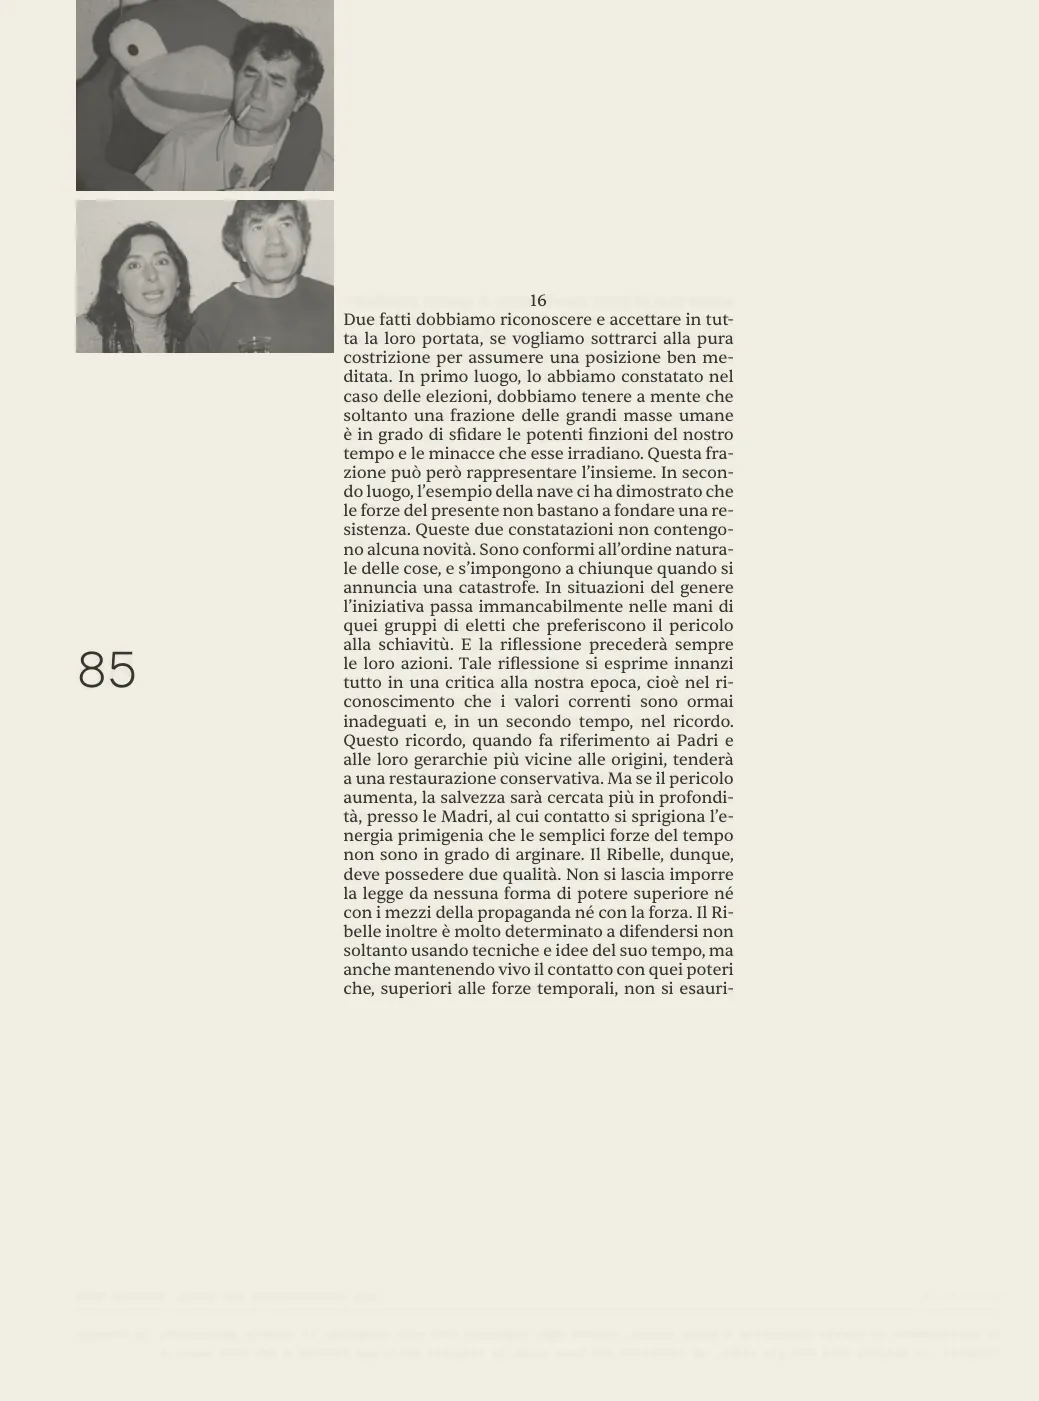 16
Due fatti dobbiamo riconoscere e accettare in tut-
ta la loro portata, se vogliamo sottrarci alla pura
costrizione per assumere una posizione ben me-
ditata. In primo luogo, lo abbiamo constatato nel
caso delle elezioni, dobbiamo tenere a mente che
soltanto una frazione delle grandi masse umane
è in grado di sfidare le potenti finzioni del nostro
tempo e le minacce che esse irradiano. Questa fra-
zione può però rappresentare l’insieme. In secon-
do luogo, l’esempio della nave ci ha dimostrato che
le forze del presente non bastano a fondare una re-
sistenza. Queste due constatazioni non contengo-
no alcuna novità. Sono conformi all’ordine natura-
le delle cose, e s’impongono a chiunque quando si
annuncia una catastrofe. In situazioni del genere
l’iniziativa passa immancabilmente nelle mani di
quei gruppi di eletti che preferiscono il pericolo
alla schiavitù. E la riflessione precederà sempre
le loro azioni. Tale riflessione si esprime innanzi
tutto in una critica alla nostra epoca, cioè nel ri-
conoscimento che i valori correnti sono ormai
inadeguati e, in un secondo tempo, nel ricordo.
Questo ricordo, quando fa riferimento ai Padri e
alle loro gerarchie più vicine alle origini, tenderà
a una restaurazione conservativa. Ma se il pericolo
aumenta, la salvezza sarà cercata più in profondi-
tà, presso le Madri, al cui contatto si sprigiona l’e-
nergia primigenia che le semplici forze del tempo
non sono in grado di arginare. Il Ribelle, dunque,
deve possedere due qualità. Non si lascia imporre
la legge da nessuna forma di potere superiore né
con i mezzi della propaganda né con la forza. Il Ri-
belle inoltre è molto determinato a difendersi non
soltanto usando tecniche e idee del suo tempo, ma
anche mantenendo vivo il contatto con quei poteri
che, superiori alle forze temporali, non si esauri-
85